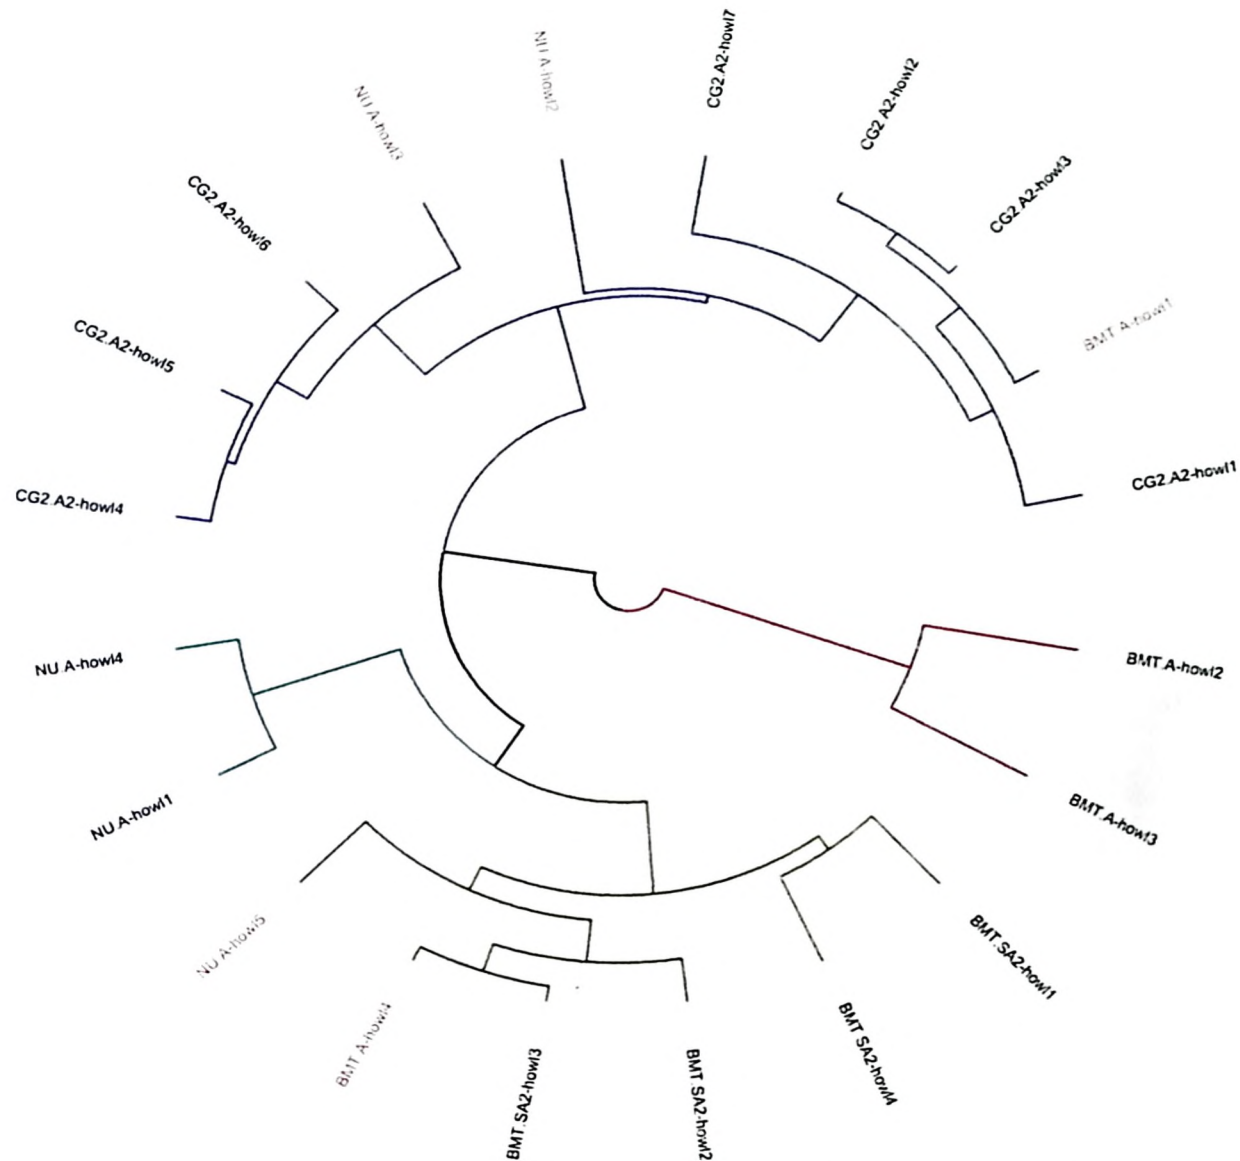 NU A-howl2
CG2.A2-howl7
CG2 A2-howl2
CG2 A2-howl3
BMT A-howl1
CG2.A2-howl1
BMT.A-howl2
BMT.A-howl3
BMT.SA2-howl1
BMT SA2-howl4
BMT.SA2-howl2
BMT.SA2-howl3
BMT A-howl4
NU A-howl5
NU A-howl1
NU A-howl4
CG2.A2-howl4
CG2.A2-howl5
CG2 A2-howl6
NU A-howl3